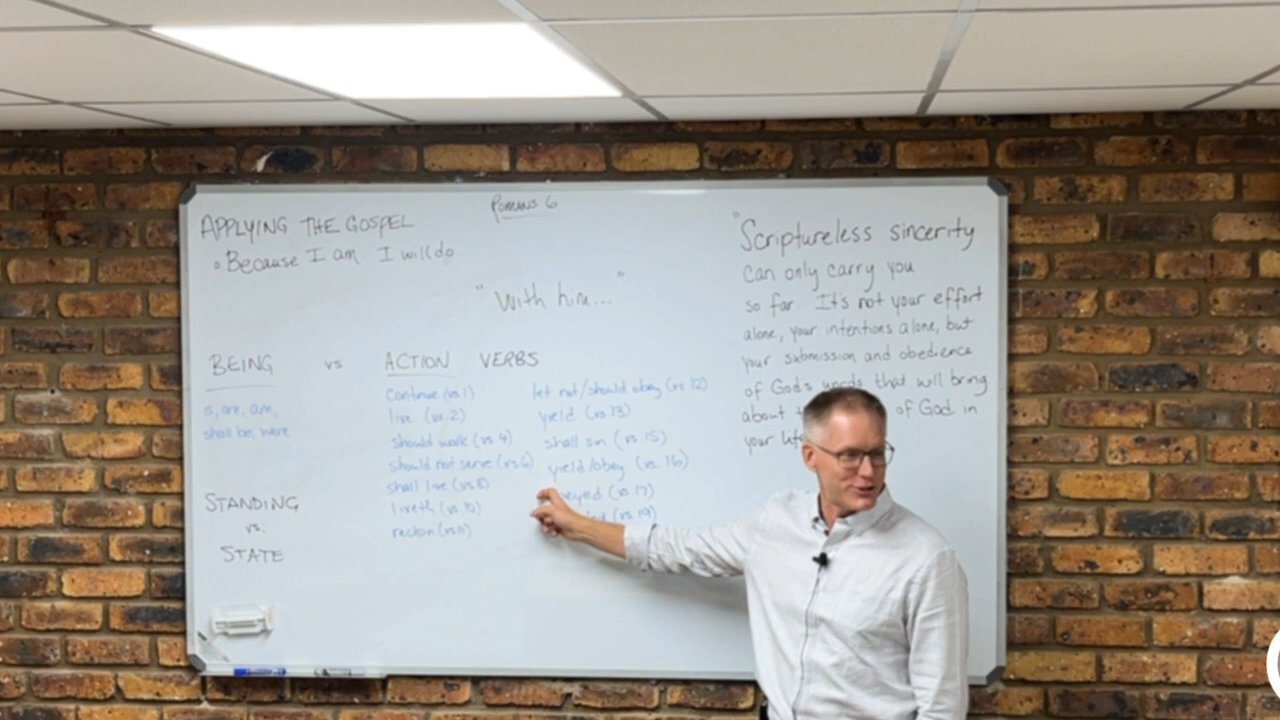 Romans 6
APPLYING THE GOSPEL
Because I am.. I will do...
"With him..."
BEING vs ACTION VERBS
is, are, am,
shall be, were
continue (vs.1)
live (vs.2)
should walk (vs 4)
should not serve (vs 6)
shall live (vs 8)
liveth (vs.10)
reckon (vs 11)
let not/should obey (vs 12)
yield (vs 13)
shall sin (vs. 15)
yield/obey (vs. 16)
eyed (vs. 17)
(vs. 19)
STANDING
vs.
STATE
"Scriptureless sincerity
can only carry you
so far. It's not your effort
alone, your intentions alone, but
your submission and obedience
of God's words that will bring
about of God in
your